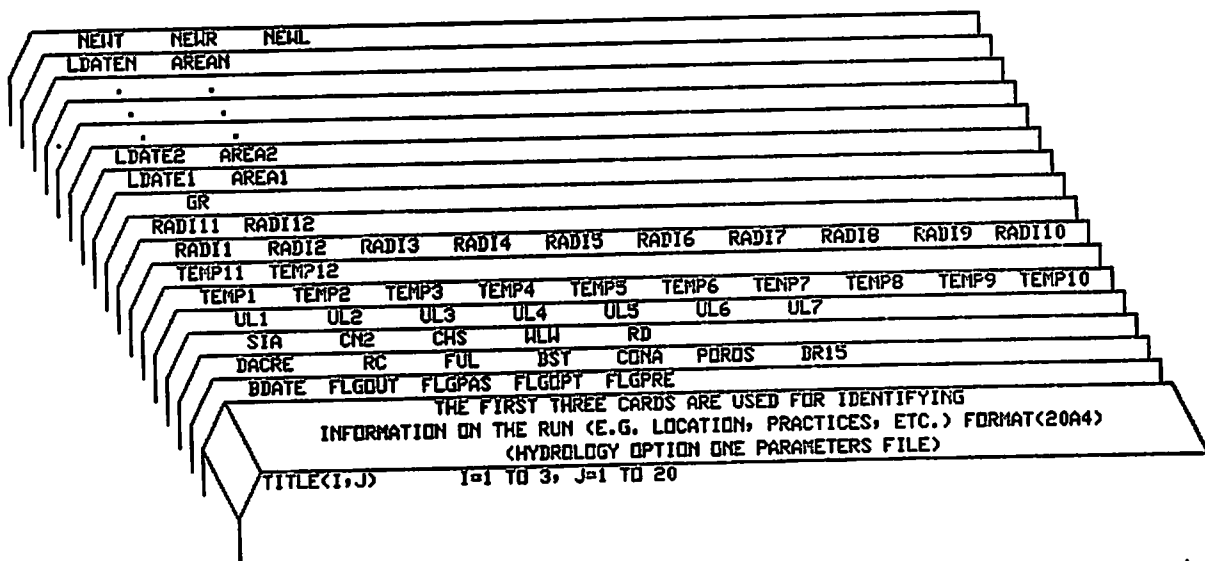 NEWT NEWR NEWL
LDATEN AREAN
. .
. .
. . .
LDATE2 AREA2
LDATE1 AREA1
GR
RADI11 RADI12
RADI1 RADI2 RADI3 RADI4 RADI5 RADI6 RADI7 RADI8 RADI9 RADI10
TEMP11 TEMP12
TEMP1 TEMP2 TEMP3 TEMP4 TEMP5 TEMP6 TEMP7 TEMP8 TEMP9 TEMP10
UL1 UL2 UL3 UL4 UL5 UL6 UL7
SIA CN2 CHS WLW RD
DACRE RC FUL BST CONA POROS BR15
BDATE FLGOUT FLGPAS FLGOPT FLGPRE
THE FIRST THREE CARDS ARE USED FOR IDENTIFYING
INFORMATION ON THE RUN (E.G. LOCATION, PRACTICES, ETC.) FORMAT(20A4)
(HYDROLOGY OPTION ONE PARAMETERS FILE)
TITLE(I,J) I=1 TO 3, J=1 TO 20